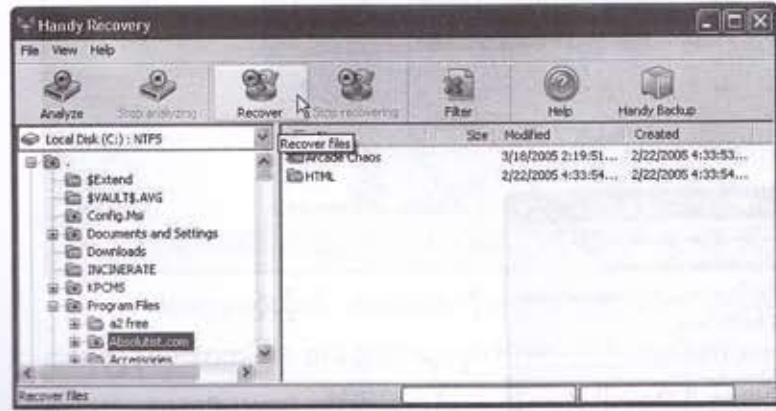 Handy Recovery
File View Help
Analyze Stop analyzing Recover Stop recovering Filter Help Handy Backup
Local Disk (C:) : NTFS
Recover files
Size Modified Created
.
$Extend
$VAULT$.AVG
Config.Msi
Documents and Settings
Downloads
INCINERATE
KPCMS
Program Files
a2 free
Absolutist.com
Accessories
Arcade Chaos 3/18/2005 2:19:51... 2/22/2005 4:33:53...
HTML 2/22/2005 4:33:54... 2/22/2005 4:33:54...
Recover files